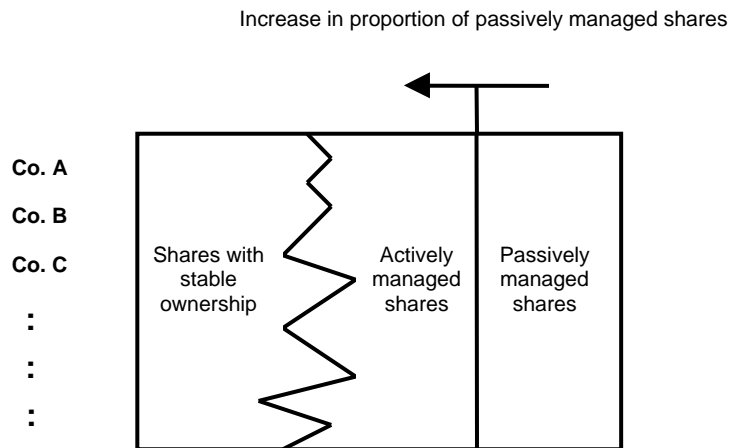 Increase in proportion of passively managed shares
Co. A
Co. B
Co. C
:
:
:
Shares with
stable
ownership
Actively
managed
shares
Passively
managed
shares